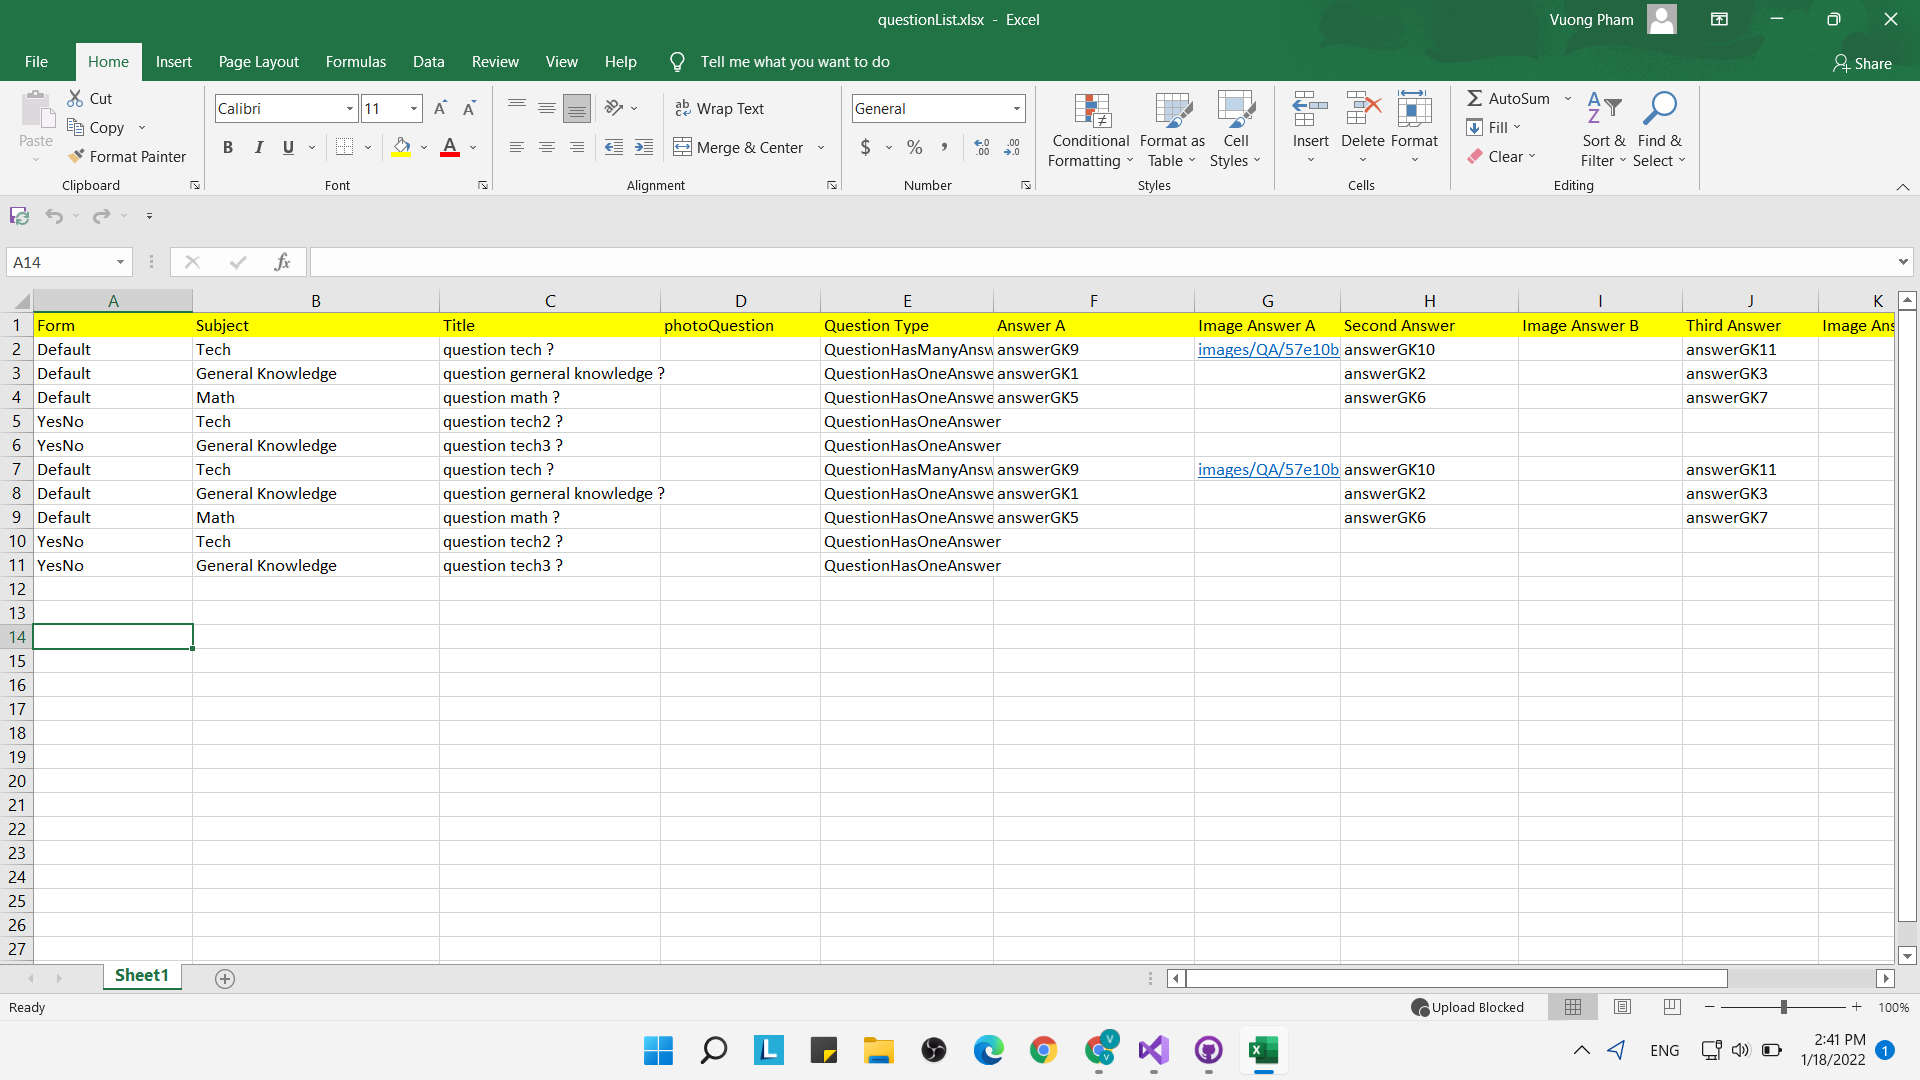 questionList.xlsx - Excel
Vuong Pham
File Home Insert Page Layout Formulas Data Review View Help Tell me what you want to do
Share
Paste
Cut
Copy
Format Painter
Clipboard
Calibri 11
B I U
Font
Wrap Text
Merge & Center
Alignment
General
$ % ,
Number
Conditional Formatting
Format as Table
Cell Styles
Styles
Insert Delete Format
Cells
AutoSum
Fill
Clear
Sort & Filter
Find & Select
Editing
A14
fx
A B C D E F G H I J K
1 Form Subject Title photoQuestion Question Type Answer A Image Answer A Second Answer Image Answer B Third Answer Image Ans
2 Default Tech question tech ? QuestionHasManyAnsw answerGK9 images/QA/57e10b answerGK10 answerGK11
3 Default General Knowledge question gerneral knowledge ? QuestionHasOneAnswe answerGK1 answerGK2 answerGK3
4 Default Math question math ? QuestionHasOneAnswe answerGK5 answerGK6 answerGK7
5 YesNo Tech question tech2 ? QuestionHasOneAnswer
6 YesNo General Knowledge question tech3 ? QuestionHasOneAnswer
7 Default Tech question tech ? QuestionHasManyAnsw answerGK9 images/QA/57e10b answerGK10 answerGK11
8 Default General Knowledge question gerneral knowledge ? QuestionHasOneAnswe answerGK1 answerGK2 answerGK3
9 Default Math question math ? QuestionHasOneAnswe answerGK5 answerGK6 answerGK7
10 YesNo Tech question tech2 ? QuestionHasOneAnswer
11 YesNo General Knowledge question tech3 ? QuestionHasOneAnswer
12
13
14
15
16
17
18
19
20
21
22
23
24
25
26
27
Sheet1
Ready
Upload Blocked
100%
ENG
2:41 PM
1/18/2022
1